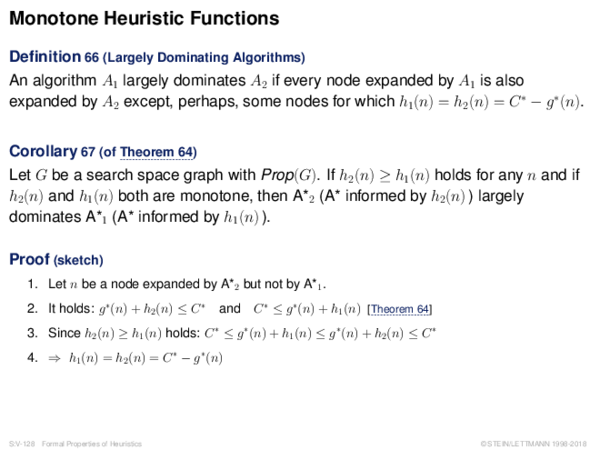 Monotone Heuristic Functions
Definition 66 (Largely Dominating Algorithms)
An algorithm A₁ largely dominates A₂ if every node expanded by A₁ is also
expanded by A₂ except, perhaps, some nodes for which h₁(n) = h₂(n) = C* − g*(n).
Corollary 67 (of Theorem 64)
Let G be a search space graph with Prop(G). If h₂(n) ≥ h₁(n) holds for any n and if
h₂(n) and h₁(n) both are monotone, then A*₂ (A* informed by h₂(n) ) largely
dominates A*₁ (A* informed by h₁(n) ).
Proof (sketch)
1. Let n be a node expanded by A*₂ but not by A*₁.
2. It holds: g*(n) + h₂(n) ≤ C* and C* ≤ g*(n) + h₁(n) [Theorem 64]
3. Since h₂(n) ≥ h₁(n) holds: C* ≤ g*(n) + h₁(n) ≤ g*(n) + h₂(n) ≤ C*
4. ⇒ h₁(n) = h₂(n) = C* − g*(n)
S:V-128 Formal Properties of Heuristics ©STEIN/LETTMANN 1998-2018